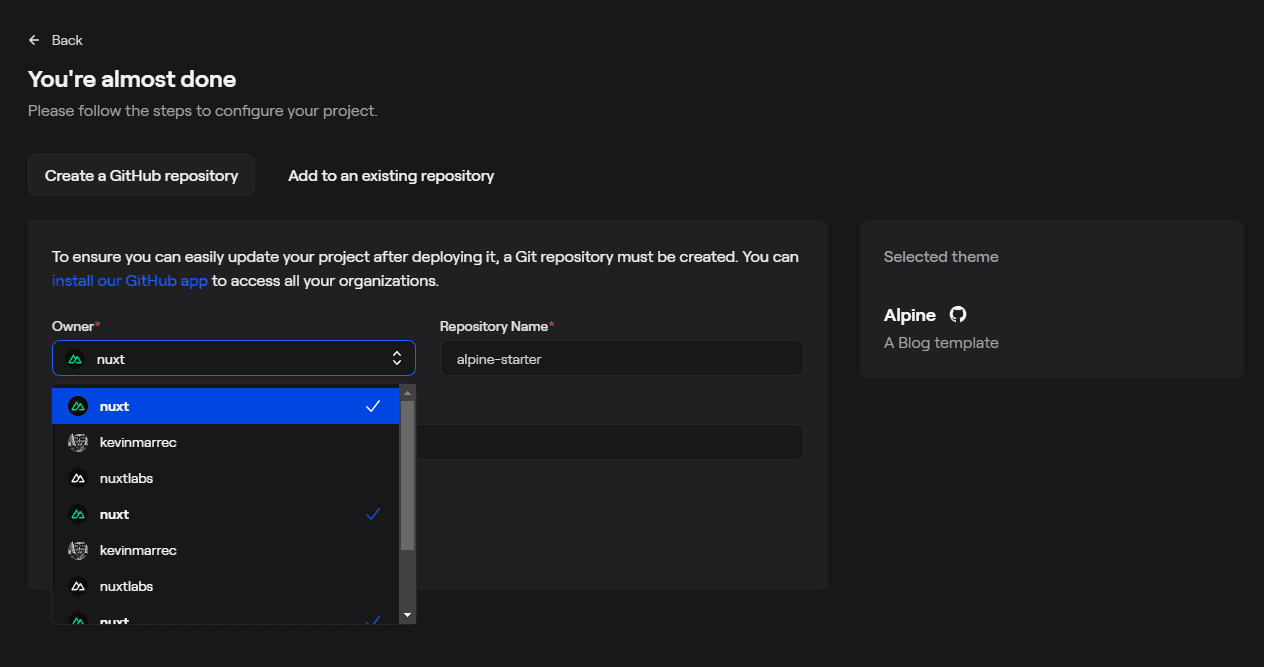 Back
You're almost done
Please follow the steps to configure your project.
Create a GitHub repository
Add to an existing repository
To ensure you can easily update your project after deploying it, a Git repository must be created. You can
install our GitHub app to access all your organizations.
Owner*
Repository Name*
nuxt
alpine-starter
nuxt
kevinmarrec
nuxtlabs
nuxt
kevinmarrec
nuxtlabs
nuxt
Selected theme
Alpine
A Blog template